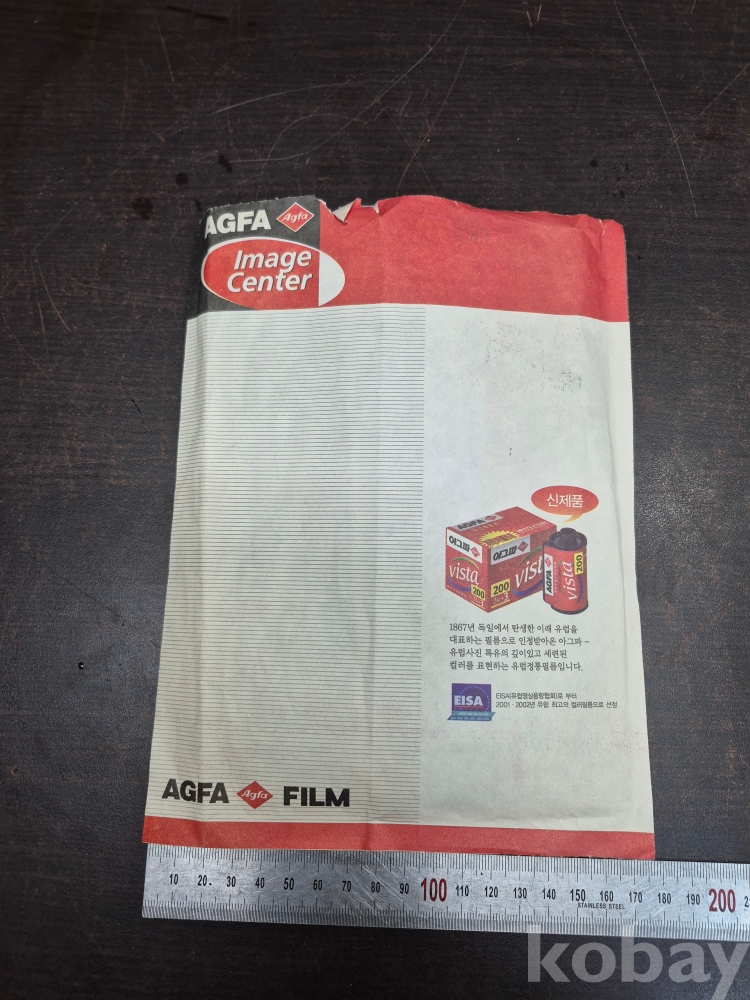 AGFA Agfa
Image
Center
신제품
AGFA
아그파
아그파
vista
200
200
vist
AGFA
vista
200
1867년 독일에서 탄생한 이래 유럽을
대표하는 필름으로 인정받아온 아그파 –
유럽사진 특유의 깊이있고 세련된
컬러를 표현하는 유럽정통필름입니다.
EISA
EISA(유럽영상음향협회)로 부터
2001 · 2002년 유럽 최고의 컬러필름으로 선정
AGFA Agfa FILM
10 20 30 40 50 60 70 80 90 100 110 120 130 140 150 160 170 180 190 200
STAINLESS STEEL
kobay